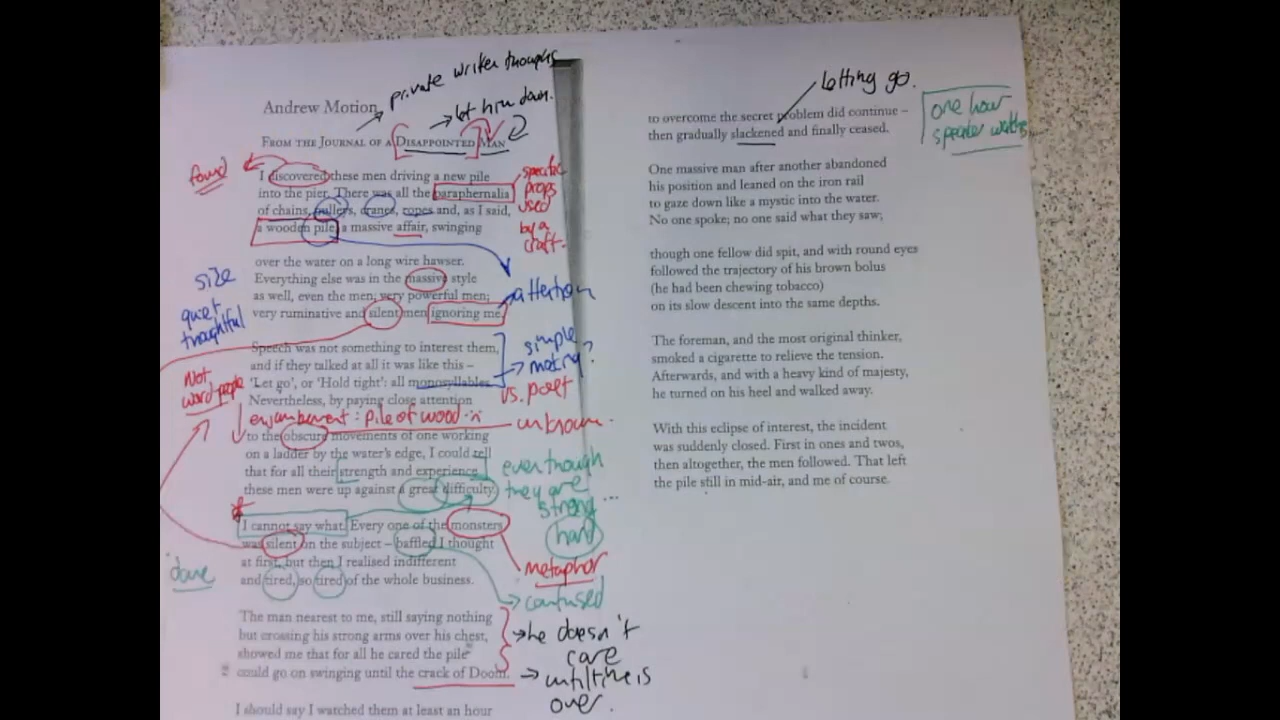 Andrew Motion
private writer thoughts
let him down.
FROM THE JOURNAL OF A DISAPPOINTED MAN
found
I discovered these men driving a new pile
into the pier. There was all the paraphernalia
of chains, pulleys, cranes, ropes and, as I said,
a wooden pile, a massive affair, swinging
specific
props
used
by a
craft.
over the water on a long wire hawser.
Everything else was in the massive style
as well, even the men; very powerful men;
very ruminative and silent men ignoring me.
size
quiet
thoughtful
attention
Speech was not something to interest them,
and if they talked at all it was like this –
'Let go', or 'Hold tight': all monosyllables.
Nevertheless, by paying close attention
simple
vs. poet
Not
word people
enjambement: pile of wood
unknown.
to the obscure movements of one working
on a ladder by the water's edge, I could tell
that for all their strength and experience
these men were up against a great difficulty.
even though
they are
strong ...
hard
I cannot say what. Every one of the monsters
was silent on the subject – baffled I thought
at first, but then I realised indifferent
and tired, so tired of the whole business.
metaphor
confused
done
The man nearest to me, still saying nothing
but crossing his strong arms over his chest,
showed me that for all he cared the pile
could go on swinging until the crack of Doom.
he doesn't
care
until time is
over.
I should say I watched them at least an hour
letting go.
one hour
speaker
to overcome the secret problem did continue –
then gradually slackened and finally ceased.
One massive man after another abandoned
his position and leaned on the iron rail
to gaze down like a mystic into the water.
No one spoke; no one said what they saw;
though one fellow did spit, and with round eyes
followed the trajectory of his brown bolus
(he had been chewing tobacco)
on its slow descent into the same depths.
The foreman, and the most original thinker,
smoked a cigarette to relieve the tension.
Afterwards, and with a heavy kind of majesty,
he turned on his heel and walked away.
With this eclipse of interest, the incident
was suddenly closed. First in ones and twos,
then altogether, the men followed. That left
the pile still in mid-air, and me of course.